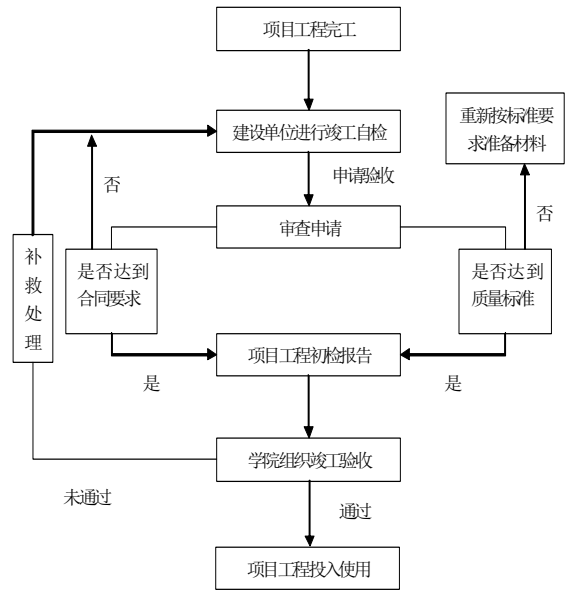 项目工程完工
建设单位进行竣工自检
重新按标准要
求准备材料
申请验收
否
否
审查申请
补
救
处
理
是否达到
合同要求
是否达到
质量标准
项目工程初检报告
是
是
学院组织竣工验收
未通过
通过
项目工程投入使用